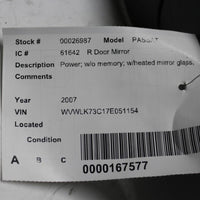 Stock # 00026987 Model PASSAT
IC # 61642 R Door Mirror
Description Power; w/o memory; w/heated mirror glass,
Comments
Year 2007
VIN WVWLK73C17E051154
Located
Condition
A B C 0000167577